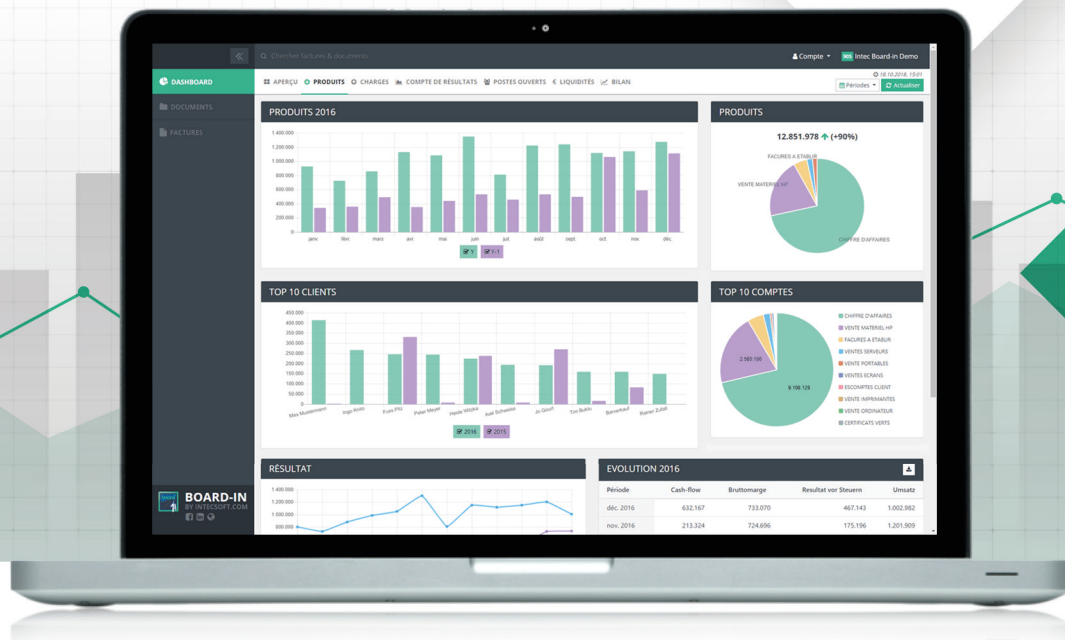 Chercher factures & documents
Compte
Intec Board-in Demo
18.10.2018, 15:01
DASHBOARD
DOCUMENTS
FACTURES
APERÇU
PRODUITS
CHARGES
COMPTE DE RÉSULTATS
POSTES OUVERTS
€ LIQUIDITÉS
BILAN
Périodes
Actualiser
PRODUITS 2016
1.400.000
1.200.000
1.000.000
800.000
600.000
400.000
200.000
0
janv. févr. mars avr. mai juin juil. août sept. oct. nov. déc.
Y
Y-1
PRODUITS
12.851.978 (+90%)
FACURES A ETABLIR
VENTE MATERIEL HP
CHIFFRE D'AFFAIRES
TOP 10 CLIENTS
450.000
400.000
350.000
300.000
250.000
200.000
150.000
100.000
50.000
0
Max Mustermann
Ingo Knito
Peter Meyer
Heide Witzka
Axel Schweiss
Jo Gourt
Tim Buktu
Barverkauf
Rainer Zufall
2016
2015
TOP 10 COMPTES
9.108.129
CHIFFRE D'AFFAIRES
VENTE MATERIEL HP
FACURES A ETABLIR
VENTES SERVEURS
VENTE PORTABLES
VENTES ECRANS
ESCOMPTES CLIENT
VENTE IMPRIMANTES
VENTE ORDINATEUR
CERTIFICATS VERTS
RÉSULTAT
1.400.000
1.200.000
1.000.000
800.000
EVOLUTION 2016
Période Cash-flow Bruttomarge Resultat vor Steuern Umsatz
déc. 2016 632.167 733.070 467.143 1.002.982
nov. 2016 213.324 724.696 175.196 1.201.909
BOARD-IN
BY INTECSOFT.COM